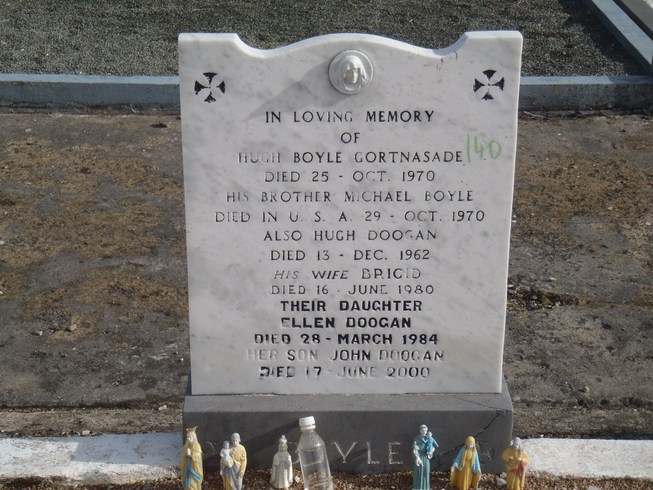 IN LOVING MEMORY
OF
HUGH BOYLE GORTNASADE 140
DIED 25 - OCT. 1970
HIS BROTHER MICHAEL BOYLE
DIED IN U. S. A. 29 - OCT. 1970
ALSO HUGH DOOGAN
DIED 13 - DEC. 1962
HIS WIFE BRIGID
DIED 16 - JUNE 1980
THEIR DAUGHTER
ELLEN DOOGAN
DIED 28 - MARCH 1984
HER SON JOHN DOOGAN
DIED 17 - JUNE 2000